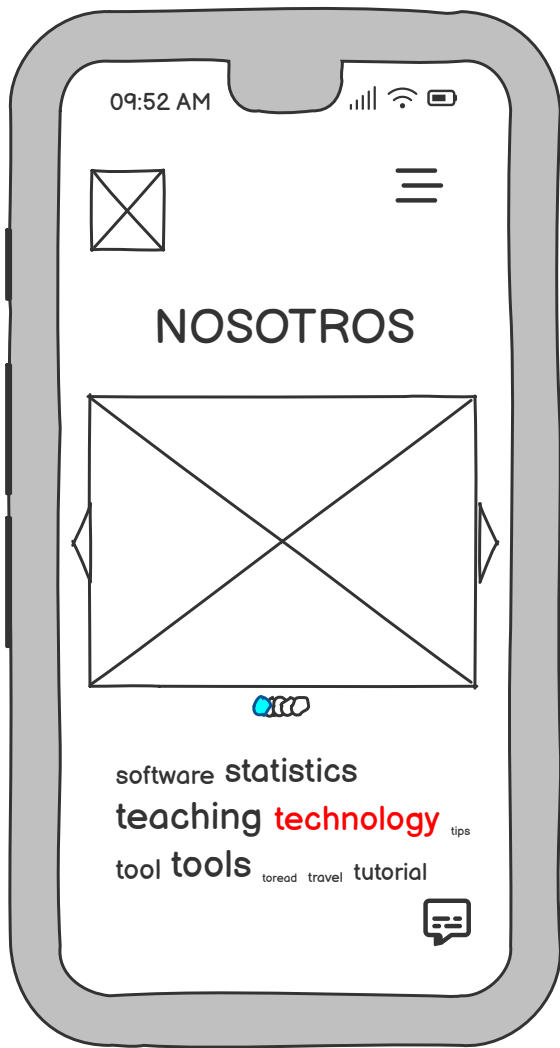 09:52 AM
NOSOTROS
software statistics
teaching technology tips
tool tools toread travel tutorial